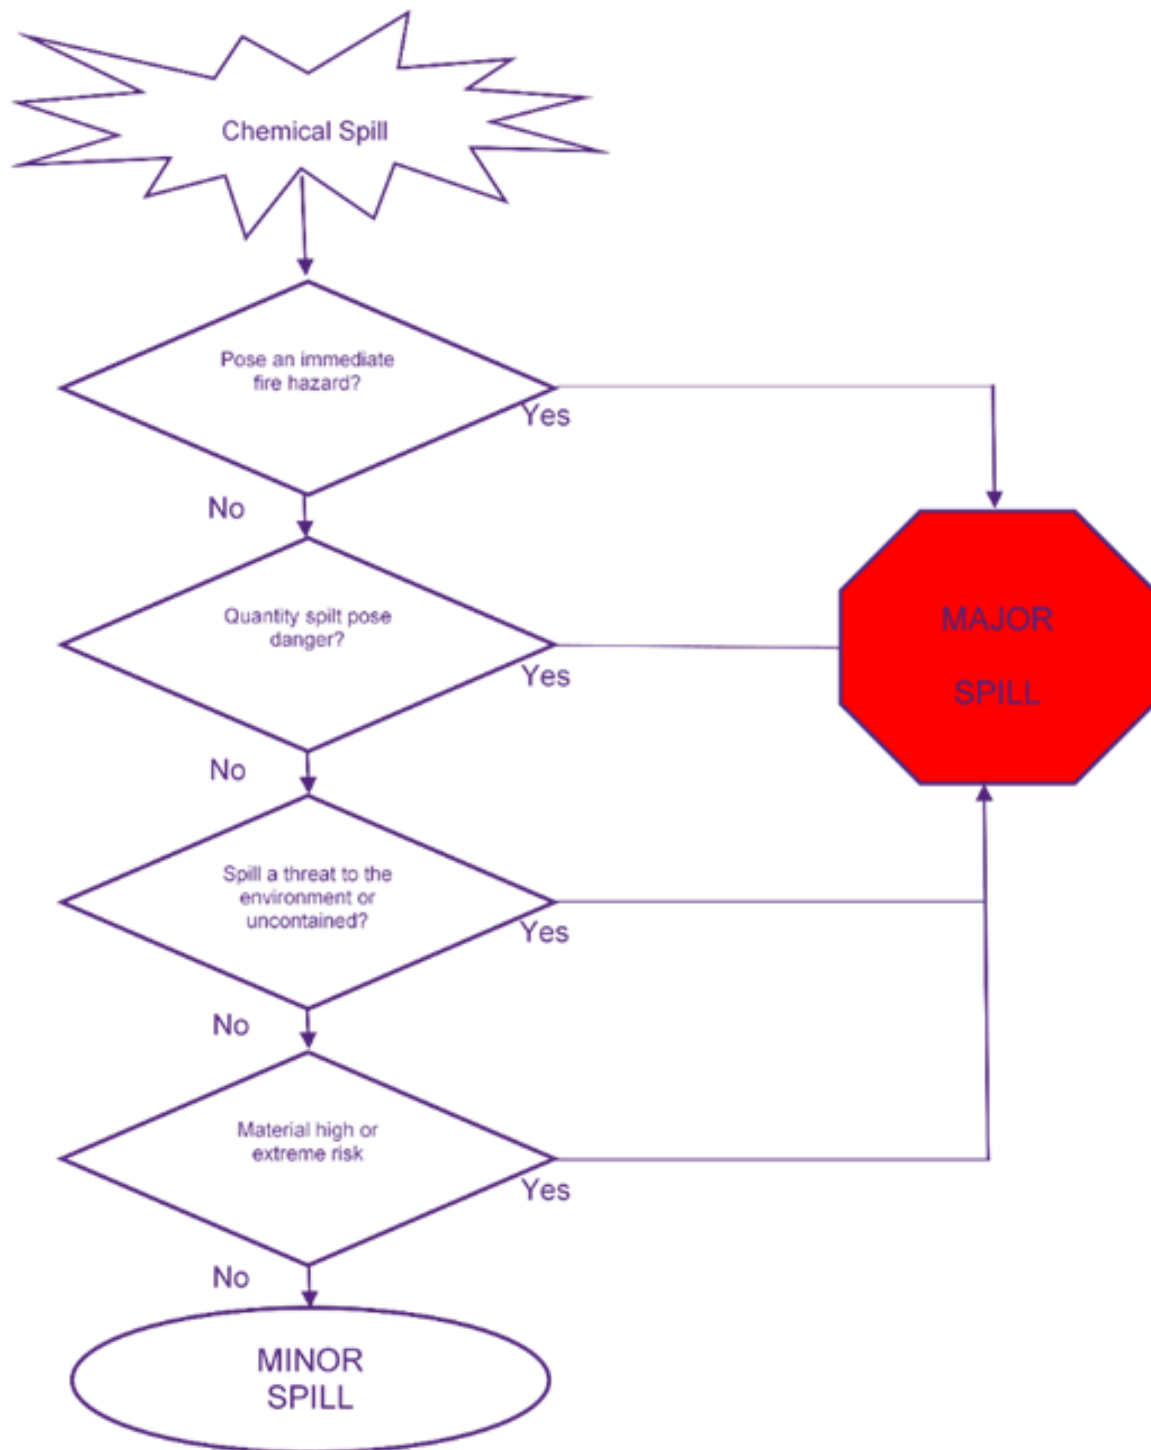 Chemical Spill
Pose an immediate
fire hazard?
Yes
No
Quantity spilt pose
danger?
Yes
MAJOR
SPILL
No
Spill a threat to the
environment or
uncontained?
Yes
No
Material high or
extreme risk
Yes
No
MINOR
SPILL